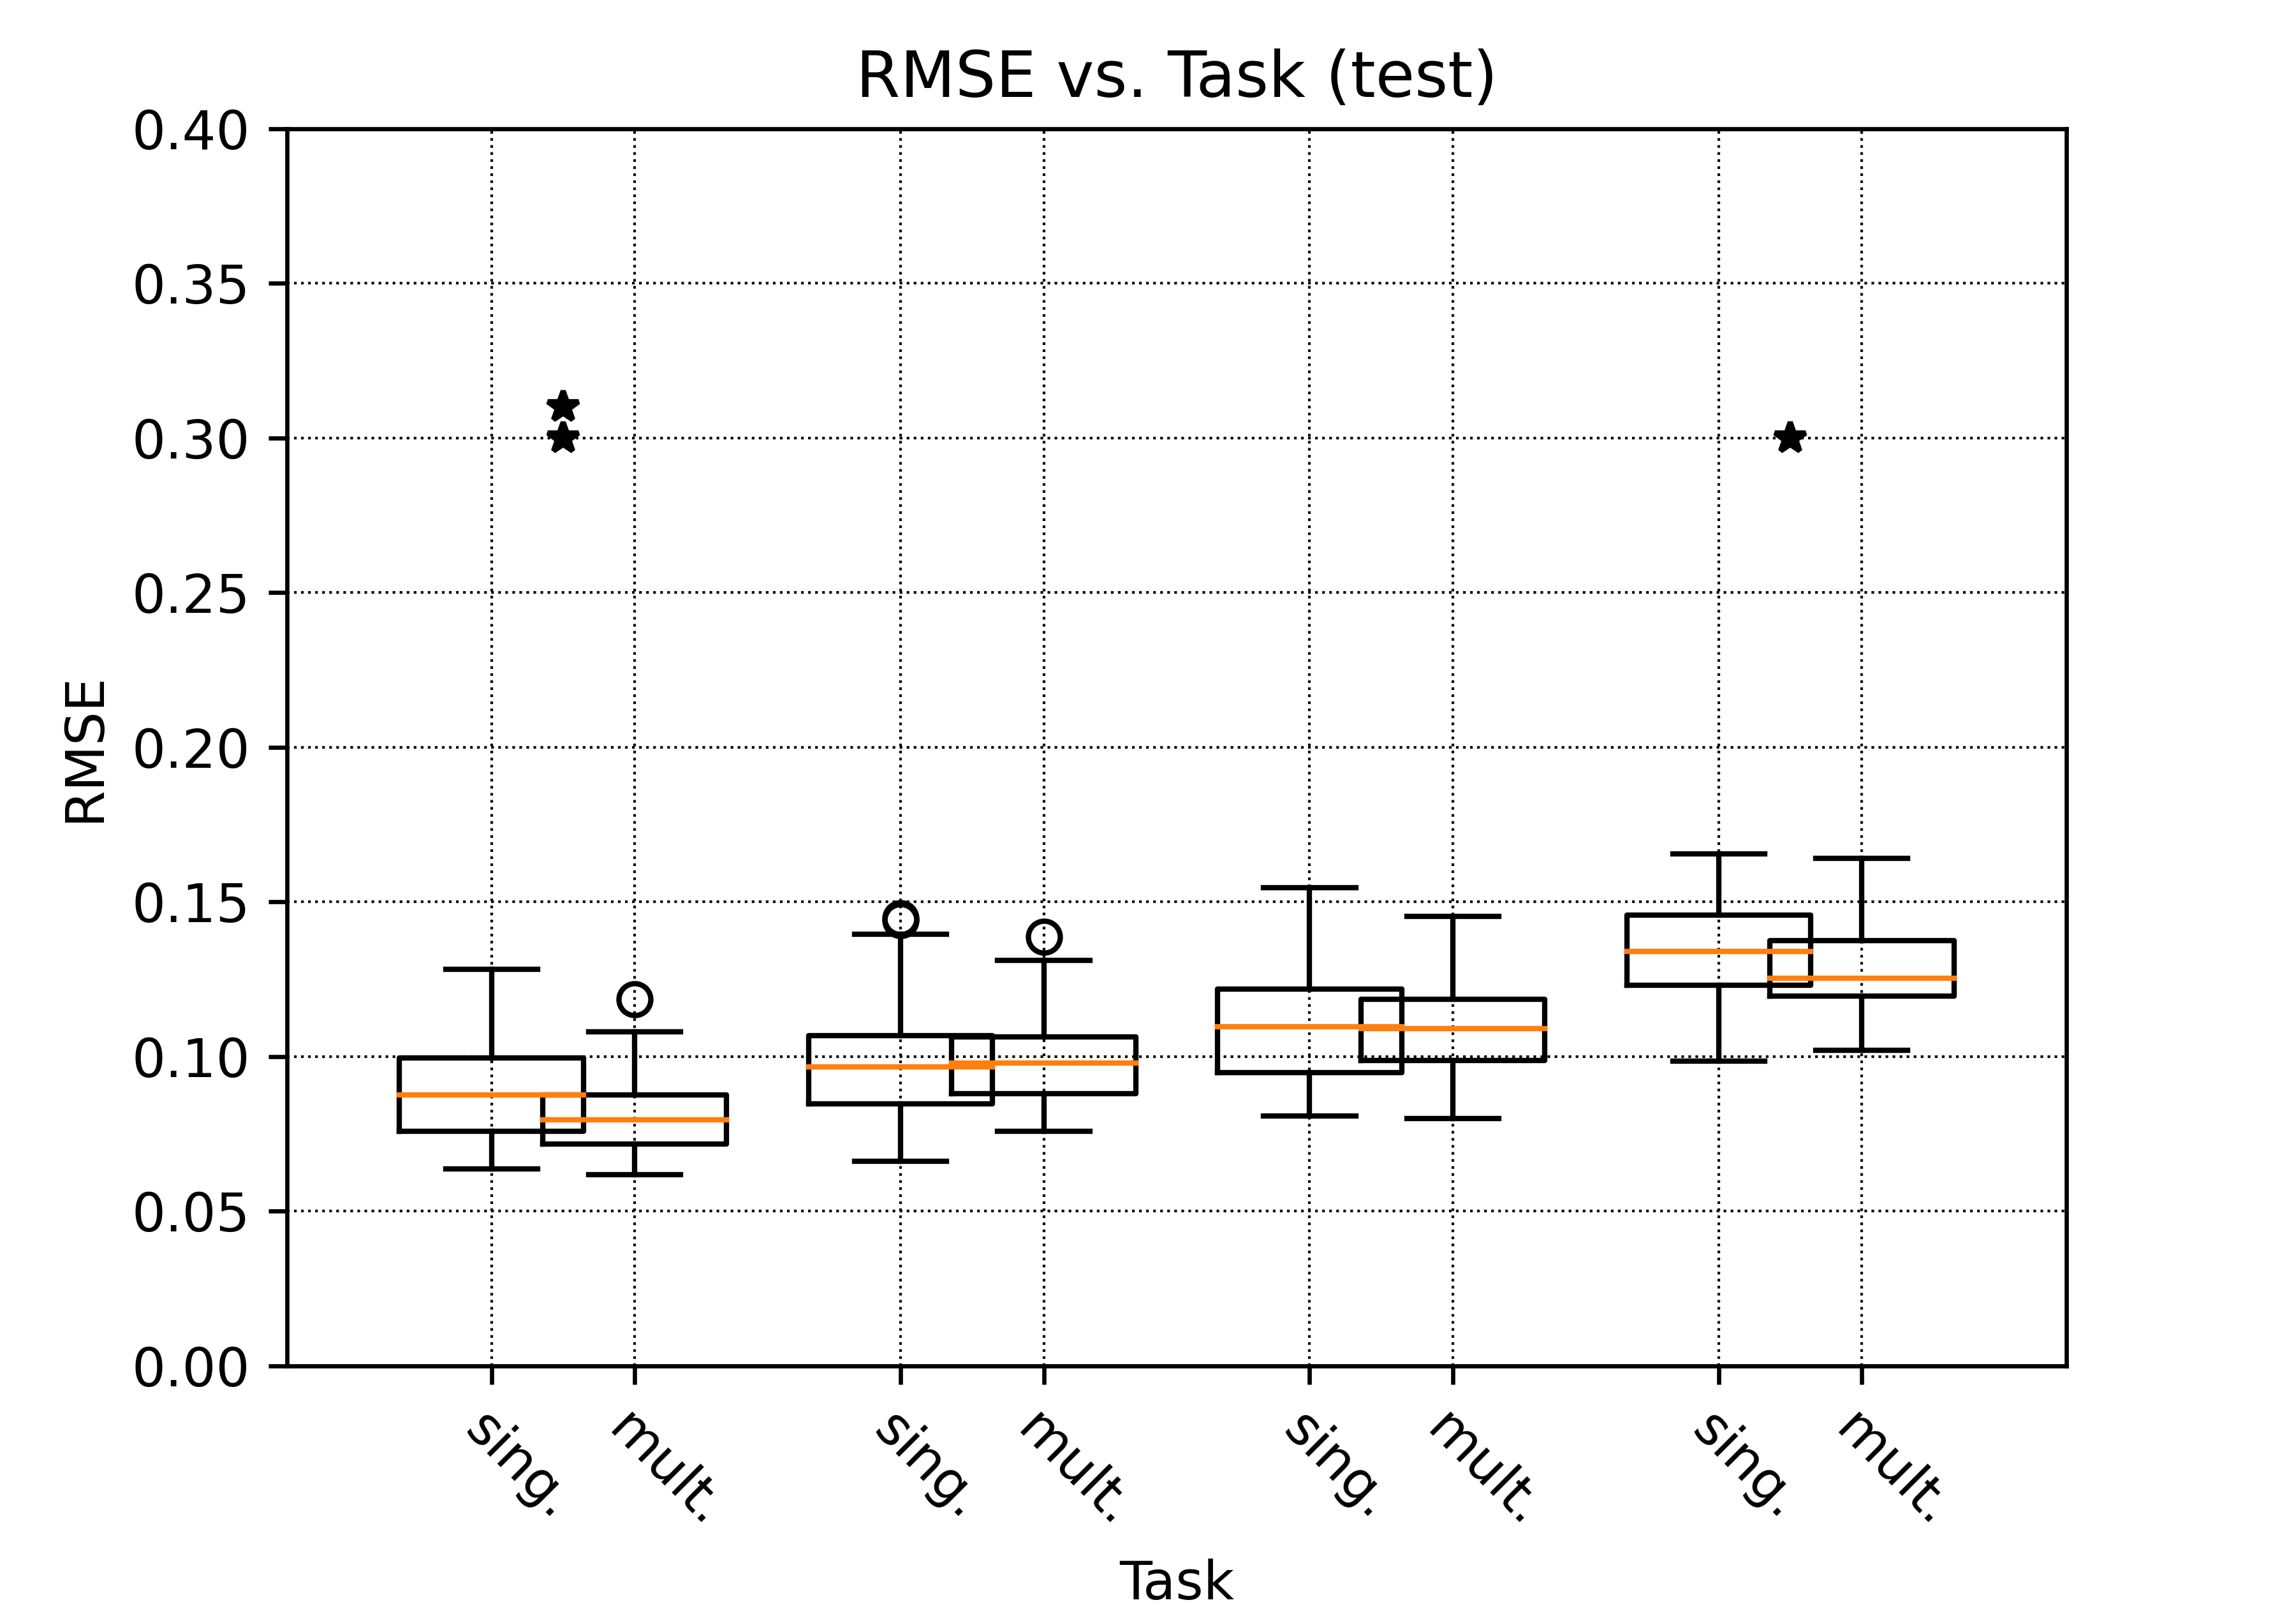 RMSE vs. Task (test)
0.40
0.35
0.30
0.25
0.20
0.15
0.10
0.05
0.00
RMSE
sing.
mult.
sing.
mult.
sing.
mult.
sing.
mult.
Task